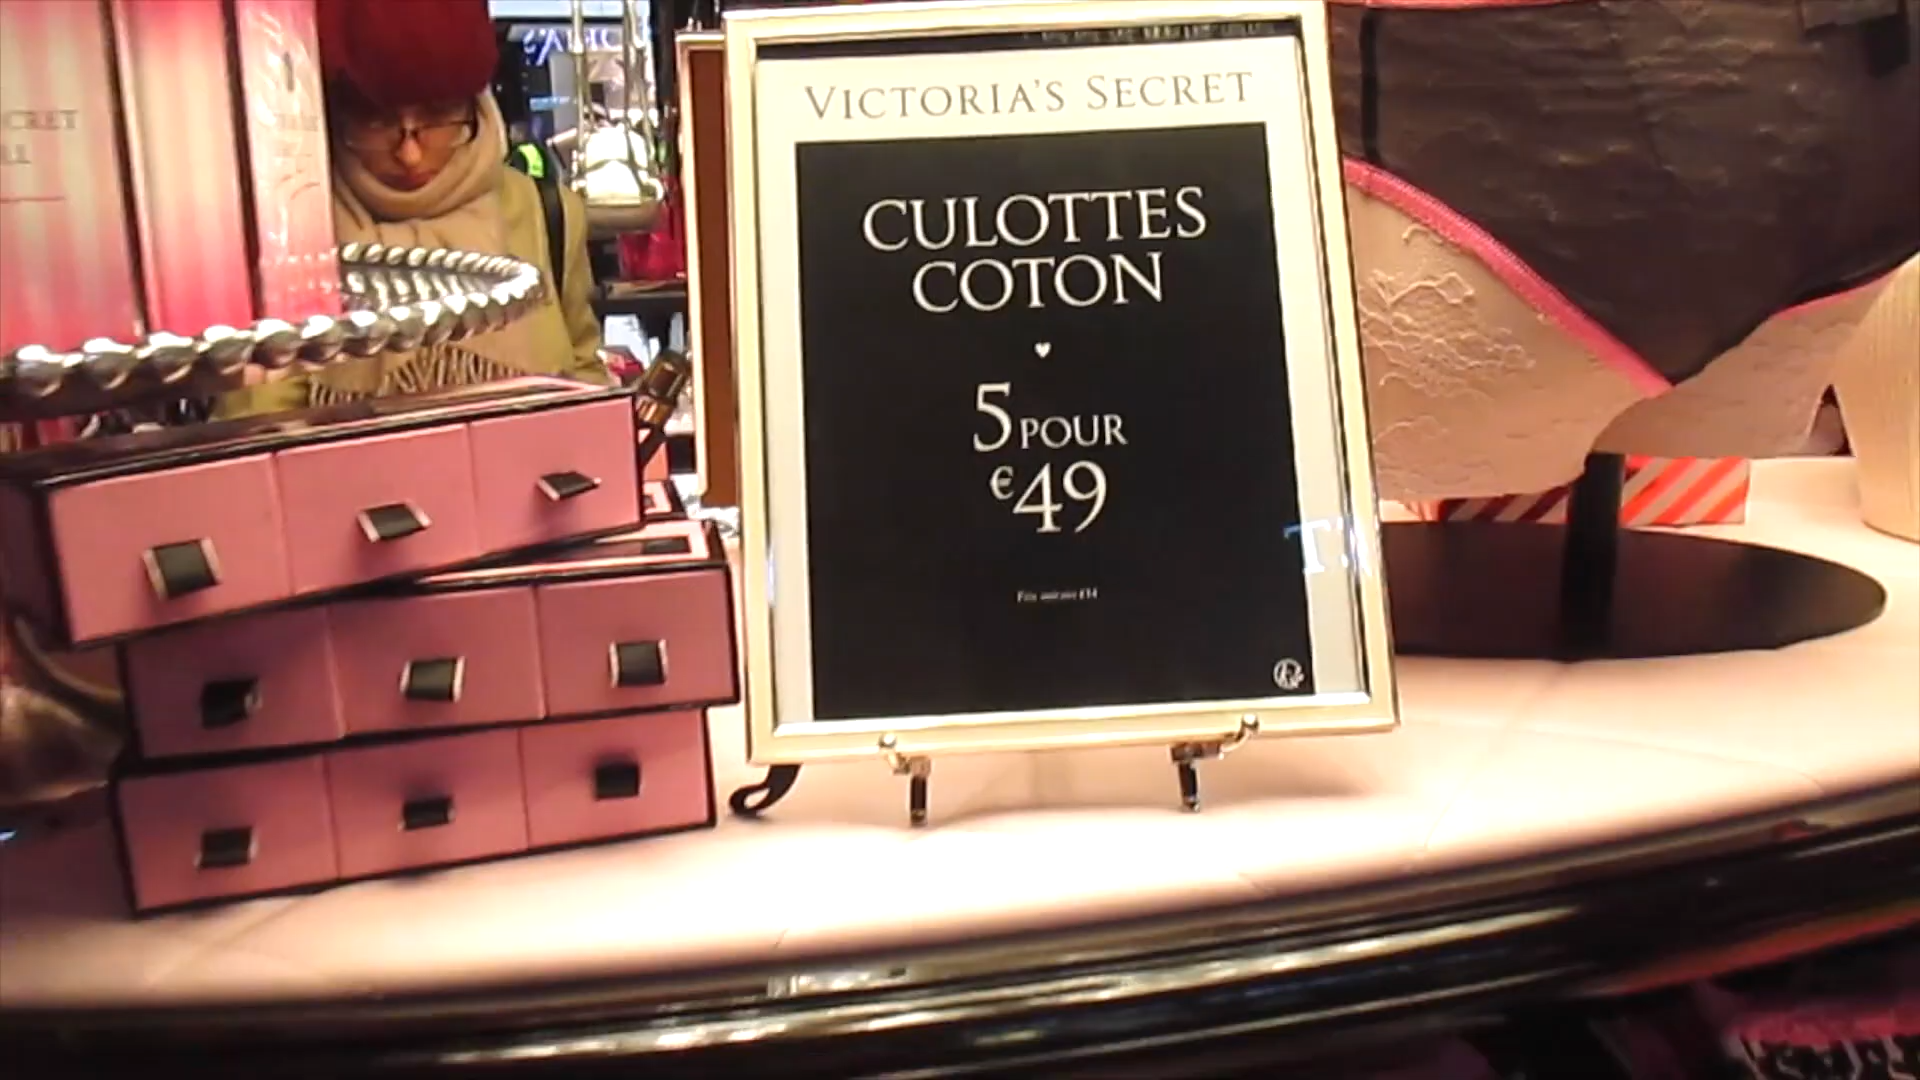 VICTORIA'S SECRET
CULOTTES
COTON
5 POUR
€49